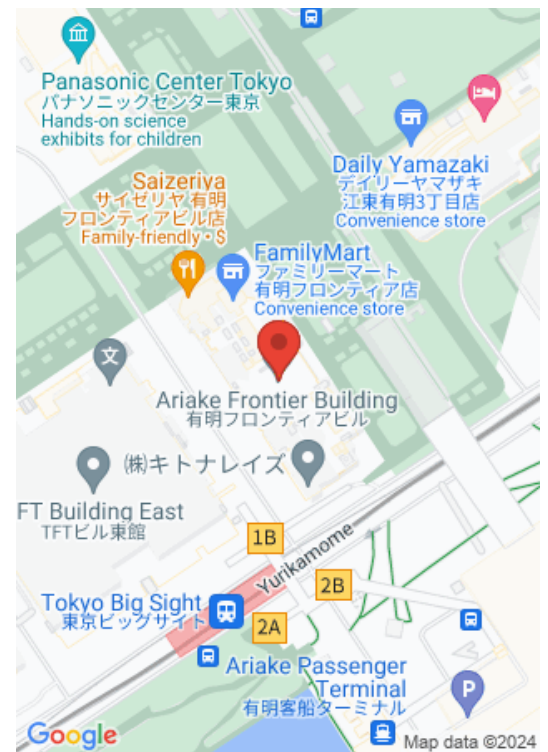 Panasonic Center Tokyo
パナソニックセンター東京
Hands-on science
exhibits for children
Daily Yamazaki
デイリーヤマザキ
江東有明3丁目店
Convenience store
Saizeriya
サイゼリヤ 有明
フロンティアビル店
Family-friendly・$
FamilyMart
ファミリーマート
有明フロンティア店
Convenience store
文
Ariake Frontier Building
有明フロンティアビル
(株)キトナレイズ
FT Building East
TFTビル東館
1B
Yurikamome
2B
Tokyo Big Sight
東京ビッグサイト
2A
Ariake Passenger
Terminal
有明客船ターミナル
P
Google
Map data ©2024